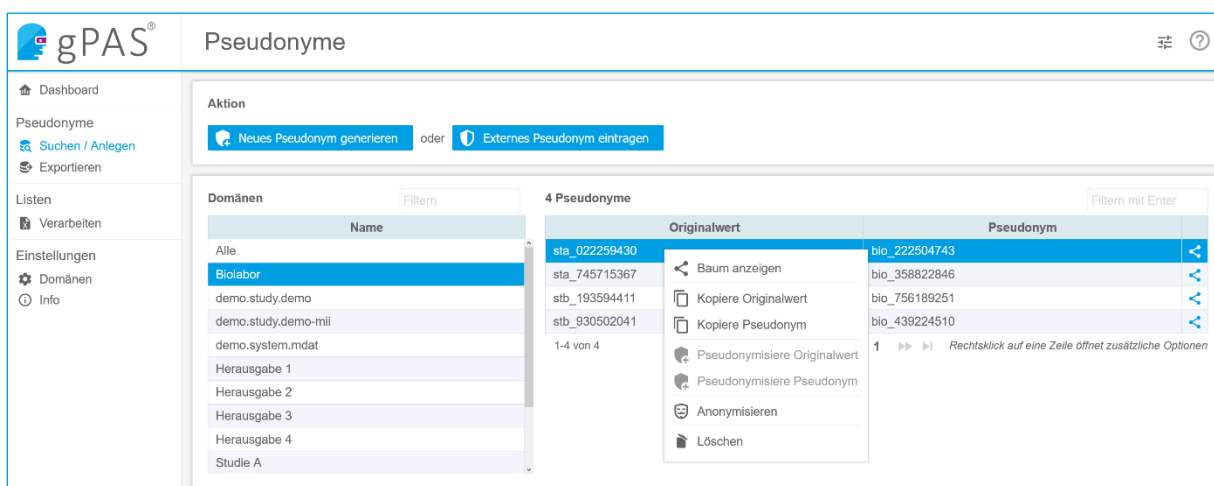 gPAS®
Pseudonyme
Dashboard
Pseudonyme
Suchen / Anlegen
Exportieren
Listen
Verarbeiten
Einstellungen
Domänen
Info
Aktion
Neues Pseudonym generieren oder Externes Pseudonym eintragen
Domänen Filtern
Name
Alle
Biolabor
demo.study.demo
demo.study.demo-mii
demo.system.mdat
Herausgabe 1
Herausgabe 2
Herausgabe 3
Herausgabe 4
Studie A
4 Pseudonyme Filtern mit Enter
Originalwert Pseudonym
sta_022259430 bio_222504743
sta_745715367 bio_358822846
stb_193594411 bio_756189251
stb_930502041 bio_439224510
1-4 von 4 1 Rechtsklick auf eine Zeile öffnet zusätzliche Optionen
Baum anzeigen
Kopiere Originalwert
Kopiere Pseudonym
Pseudonymisiere Originalwert
Pseudonymisiere Pseudonym
Anonymisieren
Löschen